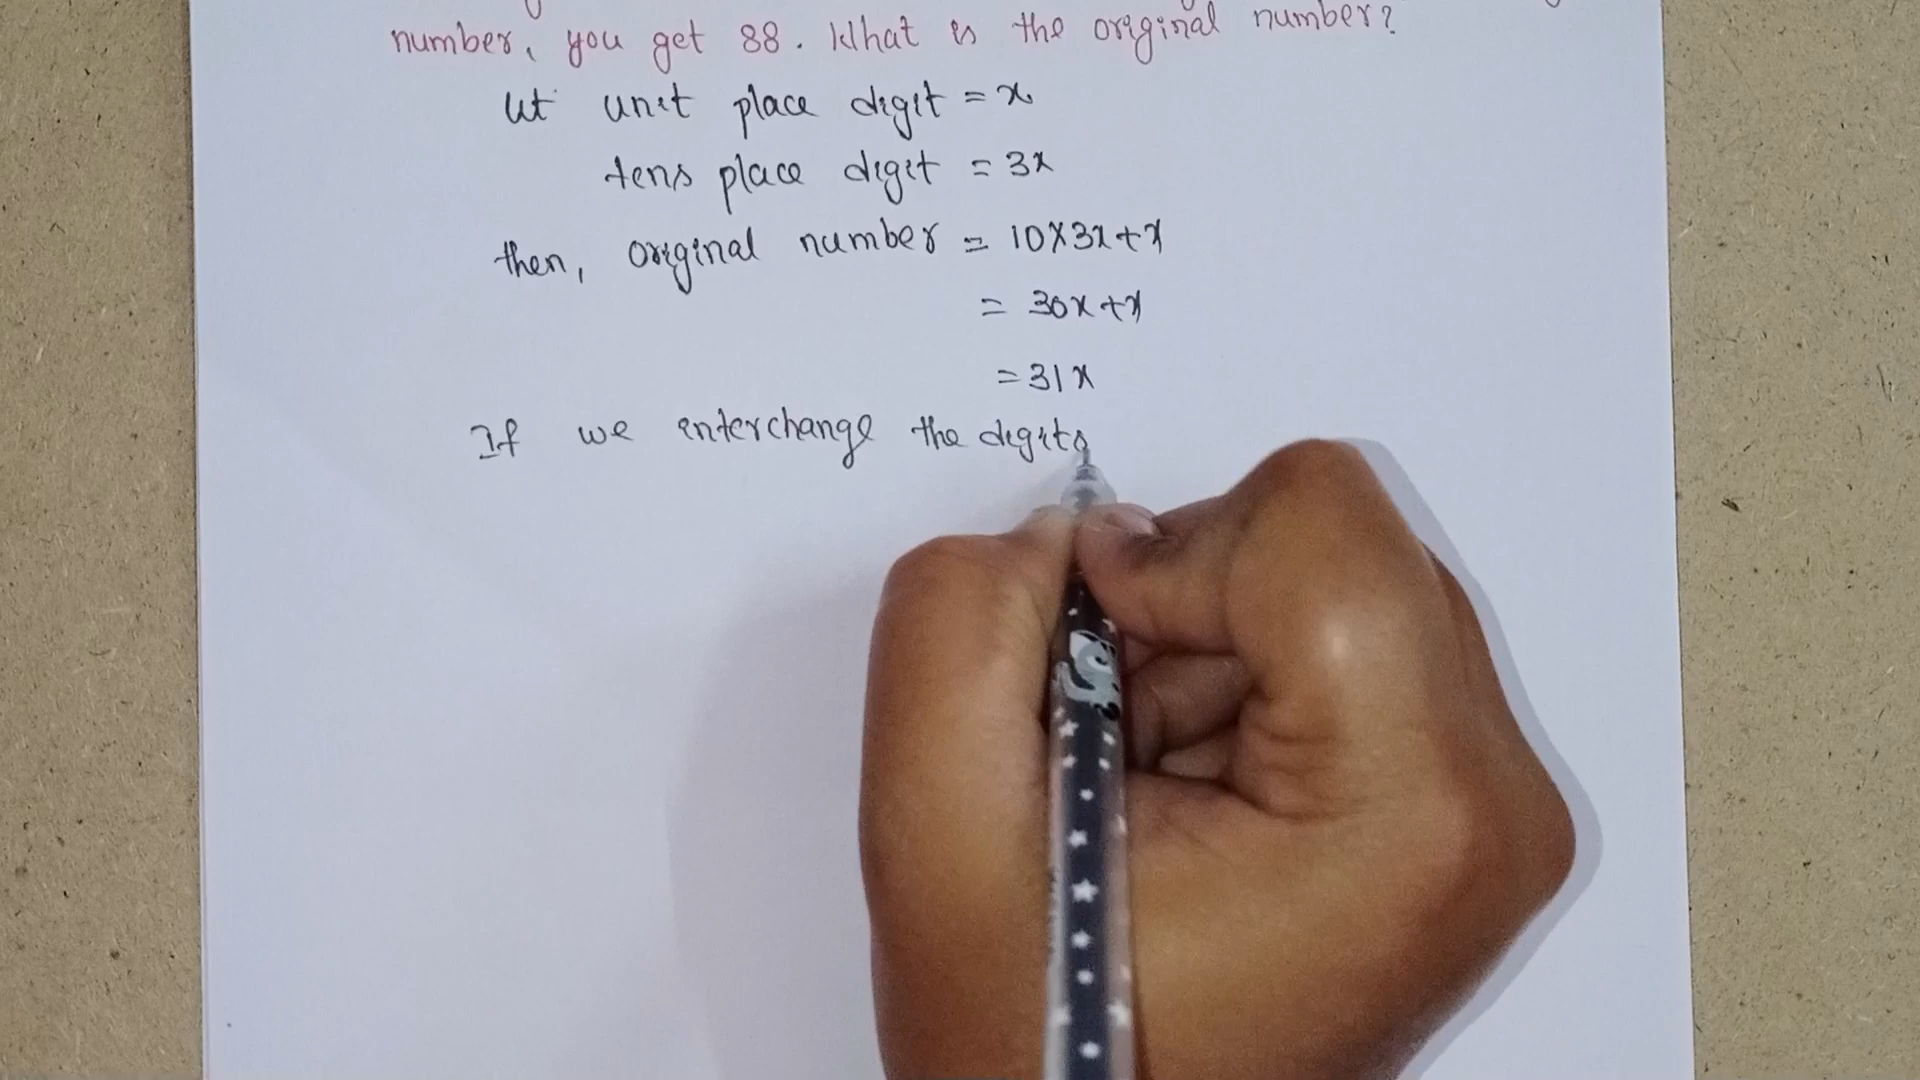 number, you get 88. What is the original number?
let unit place digit = x
tens place digit = 3x
then, original number = 10×3x+x
= 30x+x
= 31x
If we interchange the digits